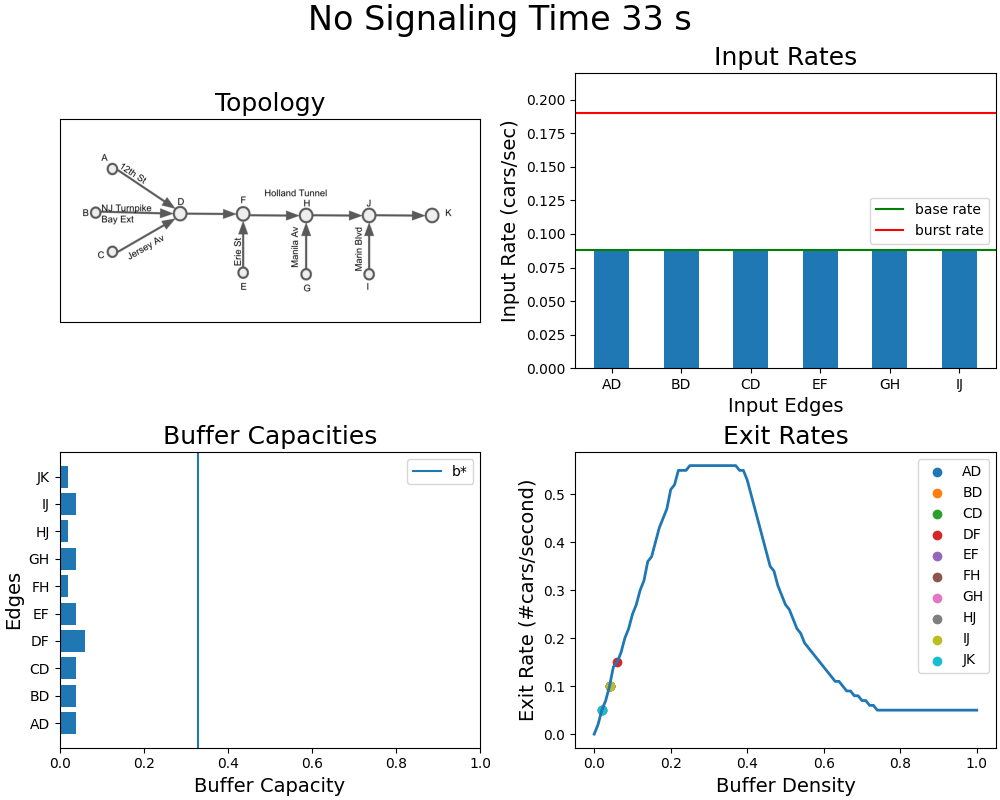 No Signaling Time 33 s
Topology
A
12th St
B
NJ Turnpike
Bay Ext
C
Jersey Av
D
F
Erie St
E
Holland Tunnel
H
Manila Av
G
J
Marin Blvd
I
K
Input Rates
Input Rate (cars/sec)
0.200
0.175
0.150
0.125
0.100
0.075
0.050
0.025
0.000
base rate
burst rate
AD BD CD EF GH IJ
Input Edges
Buffer Capacities
Edges
JK
IJ
HJ
GH
FH
EF
DF
CD
BD
AD
b*
0.0 0.2 0.4 0.6 0.8 1.0
Buffer Capacity
Exit Rates
Exit Rate (#cars/second)
0.5
0.4
0.3
0.2
0.1
0.0
AD
BD
CD
DF
EF
FH
GH
HJ
IJ
JK
0.0 0.2 0.4 0.6 0.8 1.0
Buffer Density